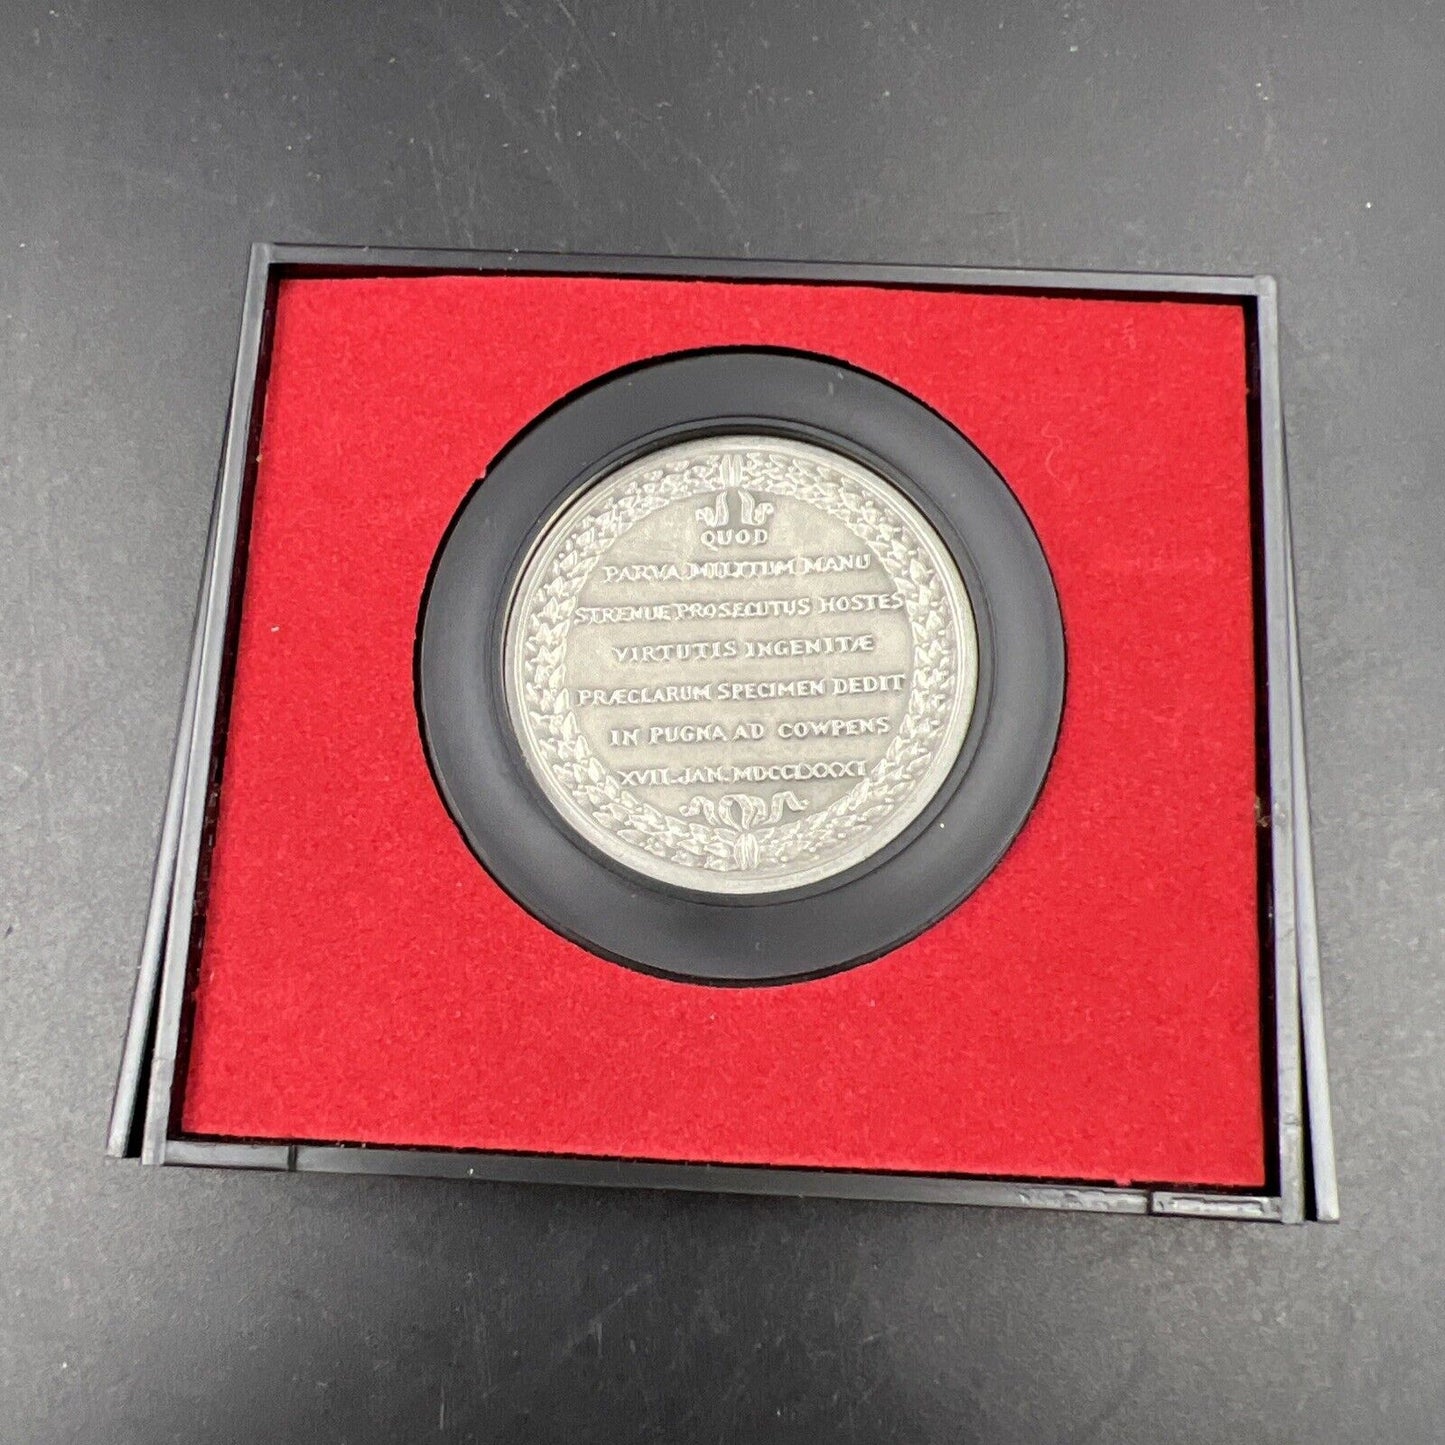 QUOD
PARVA MILITUM MANU
STRENUE PROSECUTUS HOSTES
VIRTUTIS INGENITÆ
PRÆCLARUM SPECIMEN DEDIT
IN PUGNA AD COWPENS
XVII. JAN. MDCCLXXXI